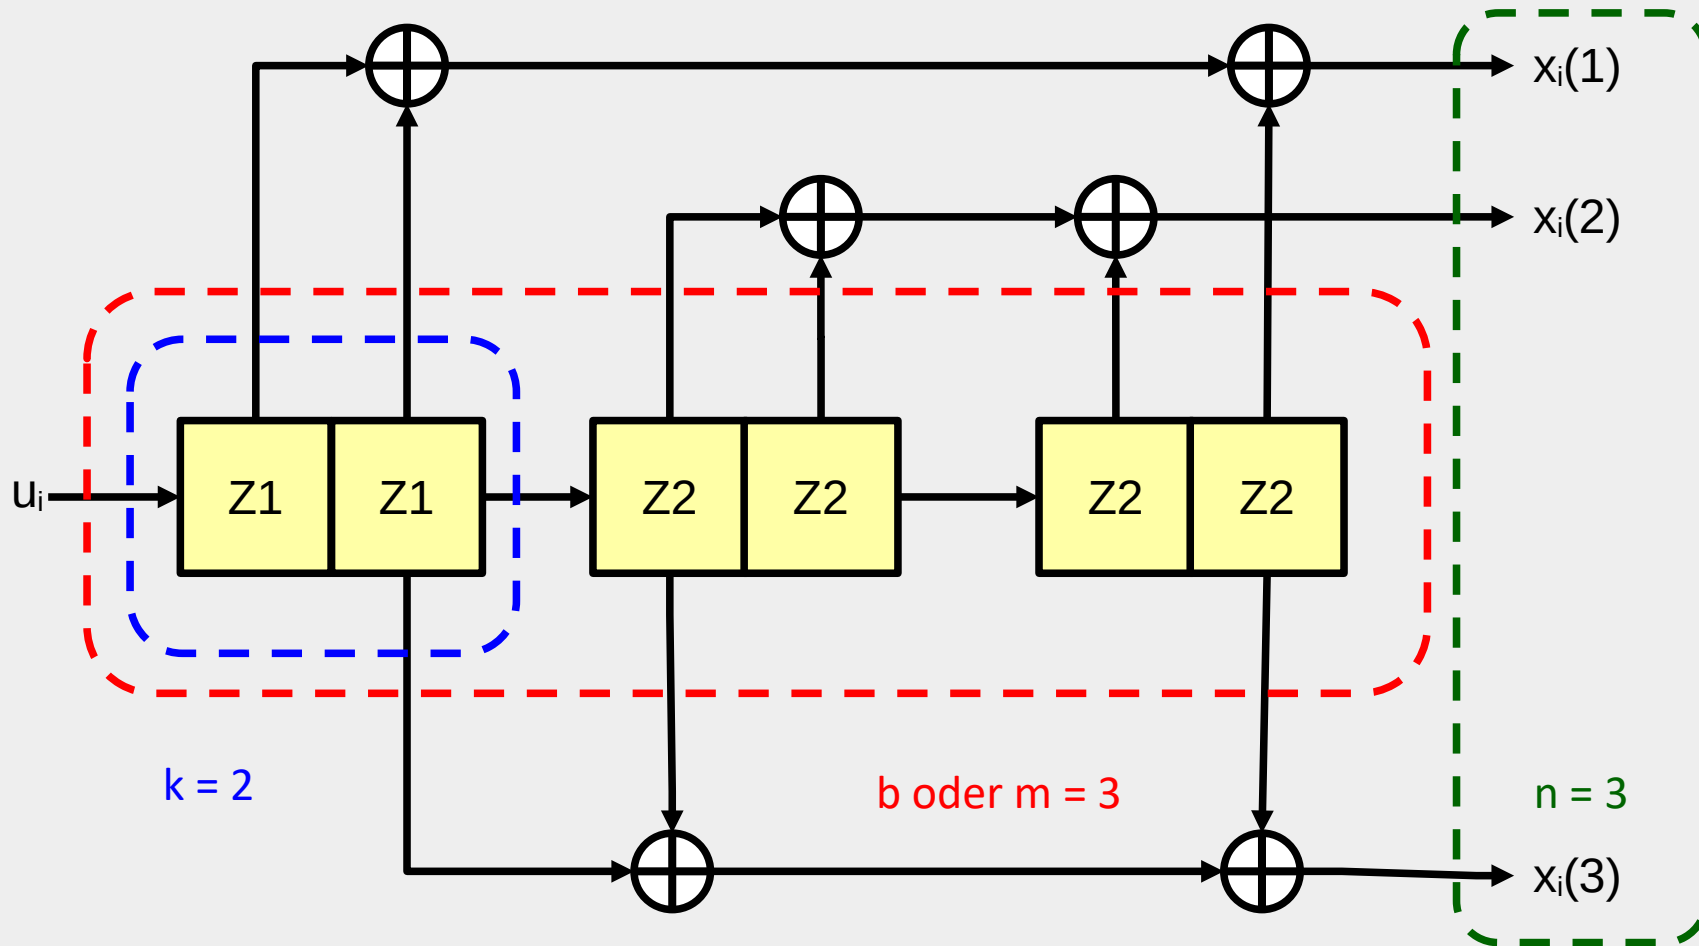 xᵢ(1)
xᵢ(2)
uᵢ Z1 Z1 Z2 Z2 Z2 Z2
k = 2 b oder m = 3 n = 3
xᵢ(3)